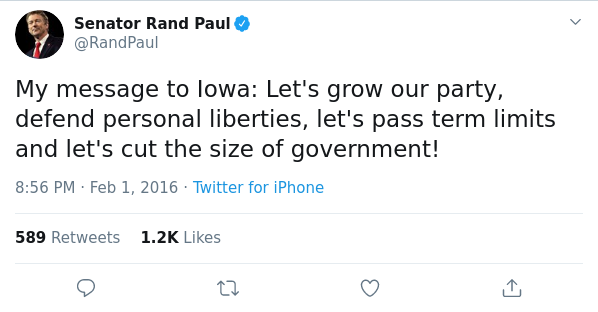 Senator Rand Paul
@RandPaul
My message to Iowa: Let's grow our party,
defend personal liberties, let's pass term limits
and let's cut the size of government!
8:56 PM · Feb 1, 2016 · Twitter for iPhone
589 Retweets 1.2K Likes